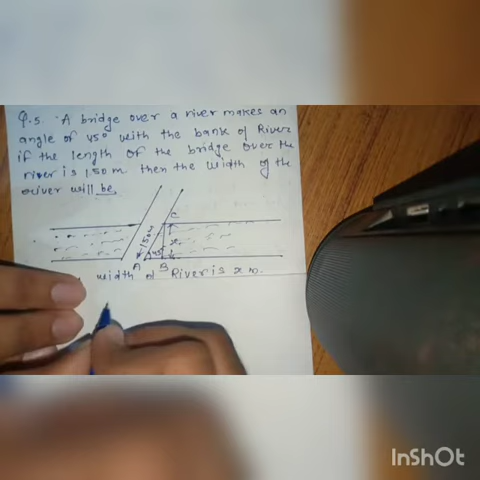 Q.5. A bridge over a river makes an
angle of 45° with the bank of River
if the length of the bridge over the
river is 150 m then the width of the
river will be.
C
150 m
x
45°
A
B
width of River is x m.
InShOt